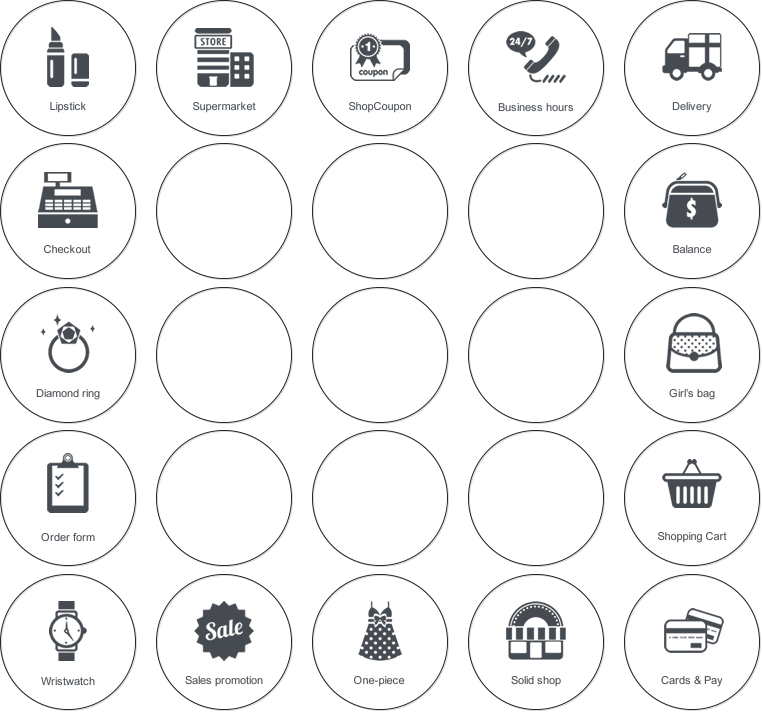 STORE
1
coupon
24/7
Lipstick
Supermarket
ShopCoupon
Business hours
Delivery
$
Checkout
Balance
Diamond ring
Girl's bag
Order form
Shopping Cart
Sale
Wristwatch
Sales promotion
One-piece
Solid shop
Cards & Pay